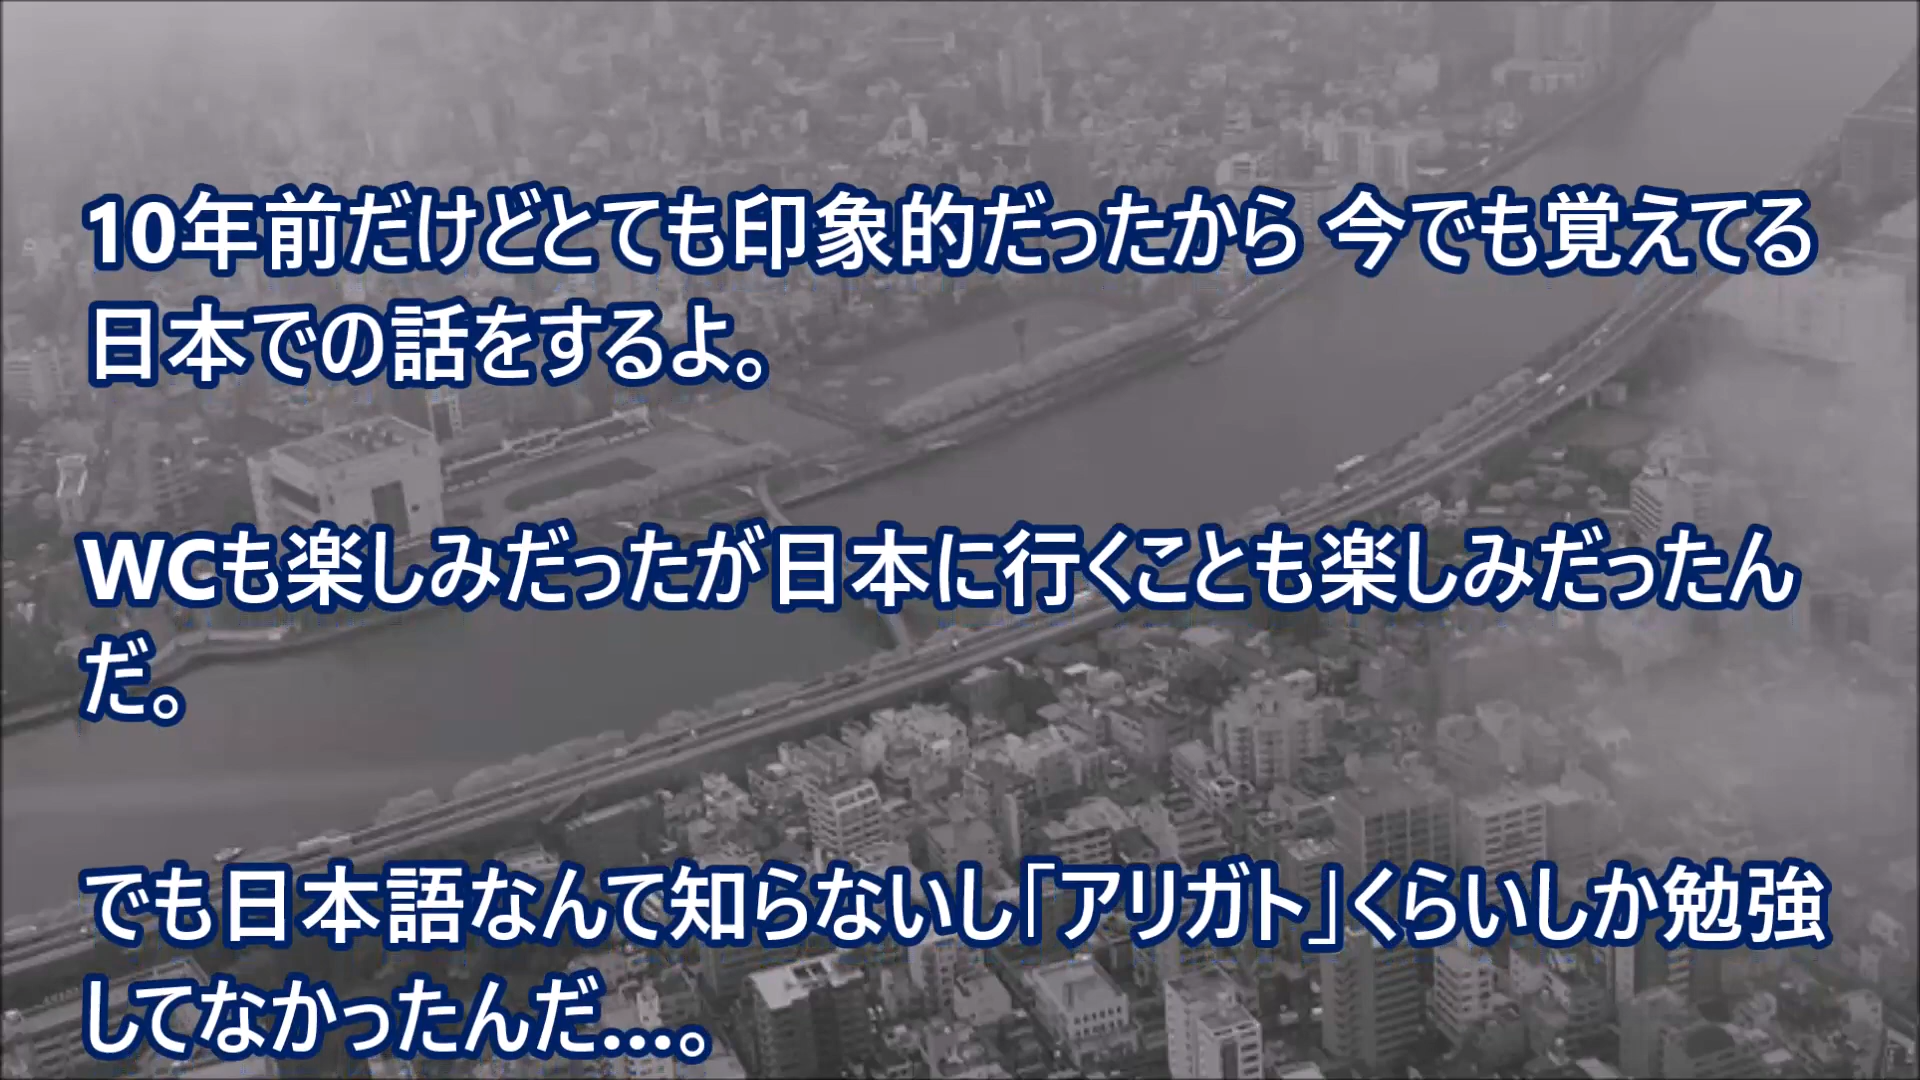 10年前だけどとても印象的だったから 今でも覚えてる
日本での話をするよ。
WCも楽しみだったが日本に行くことも楽しみだったん
だ。
でも日本語なんて知らないし「アリガト」くらいしか勉強
してなかったんだ…。